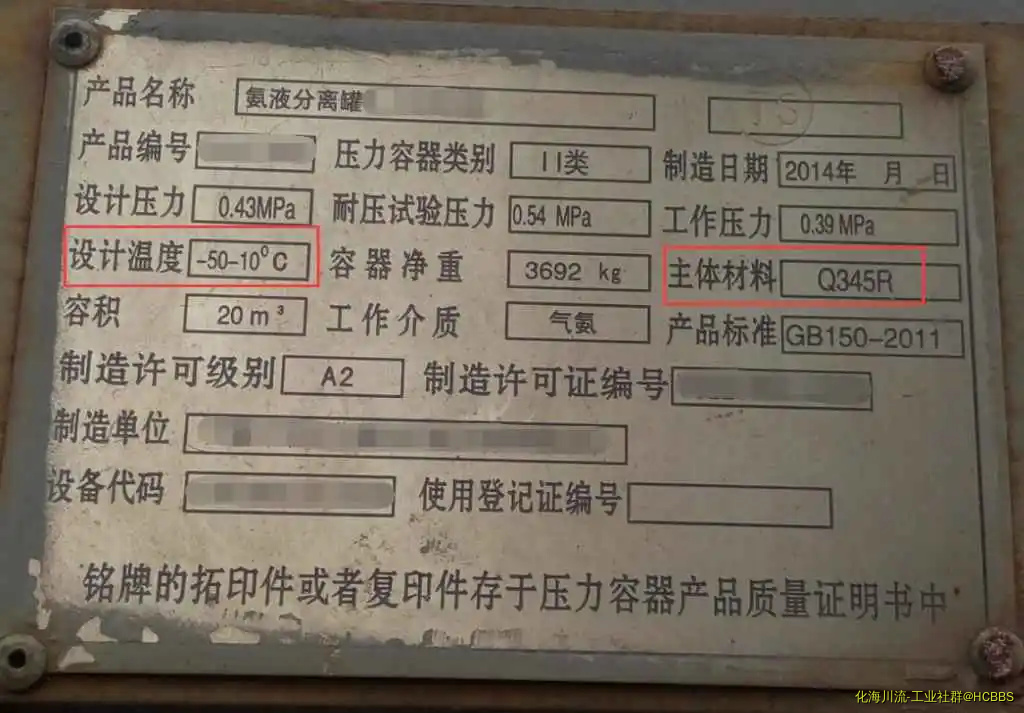 产品名称 氨液分离罐 TS
产品编号 压力容器类别 II类 制造日期 2014年 月 日
设计压力 0.43MPa 耐压试验压力 0.54 MPa 工作压力 0.39 MPa
设计温度 -50-10⁰C 容器净重 3692 kg 主体材料 Q345R
容积 20 m³ 工作介质 气氨 产品标准 GB150-2011
制造许可级别 A2 制造许可证编号
制造单位
设备代码 使用登记证编号
铭牌的拓印件或者复印件存于压力容器产品质量证明书中
化海川流-工业社群@HCBBS